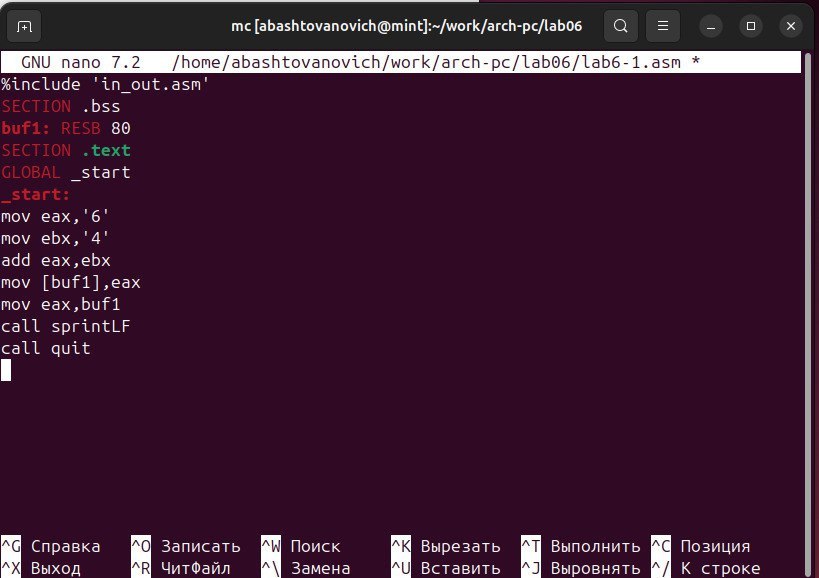 mc [abashtovanovich@mint]:~/work/arch-pc/lab06
GNU nano 7.2 /home/abashtovanovich/work/arch-pc/lab06/lab6-1.asm *
%include 'in_out.asm'
SECTION .bss
buf1: RESB 80
SECTION .text
GLOBAL _start
_start:
mov eax,'6'
mov ebx,'4'
add eax,ebx
mov [buf1],eax
mov eax,buf1
call sprintLF
call quit
^G Справка ^O Записать ^W Поиск ^K Вырезать ^T Выполнить ^C Позиция
^X Выход ^R ЧитФайл ^\ Замена ^U Вставить ^J Выровнять ^/ К строке